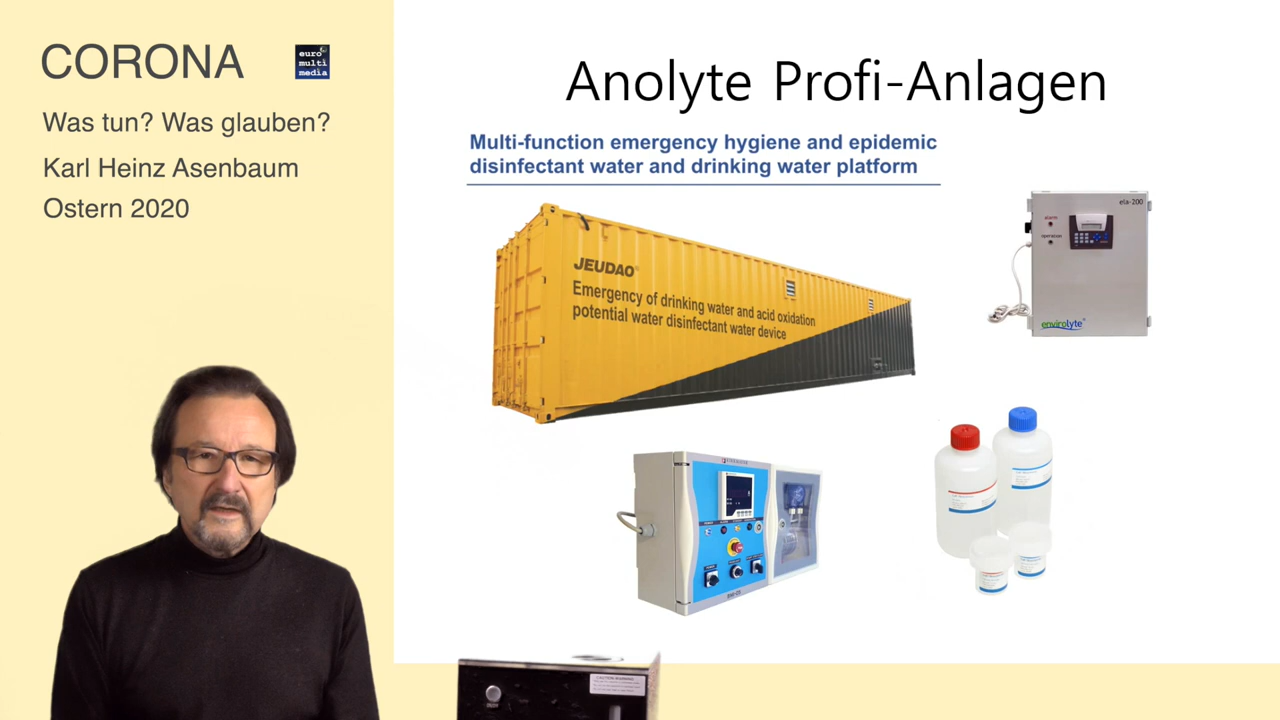 CORONA
euro
multi
media
Was tun? Was glauben?
Karl Heinz Asenbaum
Ostern 2020
Anolyte Profi-Anlagen
Multi-function emergency hygiene and epidemic
disinfectant water and drinking water platform
JEUDAO®
Emergency of drinking water and acid oxidation
potential water disinfectant water device
ela-200
alarm
operation
envirolyte®